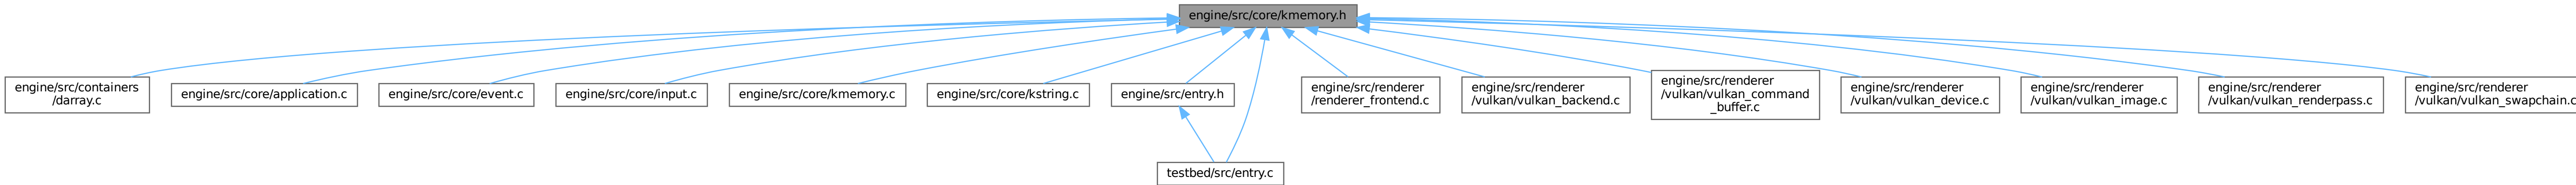 engine/src/core/kmemory.h
engine/src/containers
/darray.c
engine/src/core/application.c
engine/src/core/event.c
engine/src/core/input.c
engine/src/core/kmemory.c
engine/src/core/kstring.c
engine/src/entry.h
engine/src/renderer
/renderer_frontend.c
engine/src/renderer
/vulkan/vulkan_backend.c
engine/src/renderer
/vulkan/vulkan_command
_buffer.c
engine/src/renderer
/vulkan/vulkan_device.c
engine/src/renderer
/vulkan/vulkan_image.c
engine/src/renderer
/vulkan/vulkan_renderpass.c
engine/src/renderer
/vulkan/vulkan_swapchain.c
testbed/src/entry.c